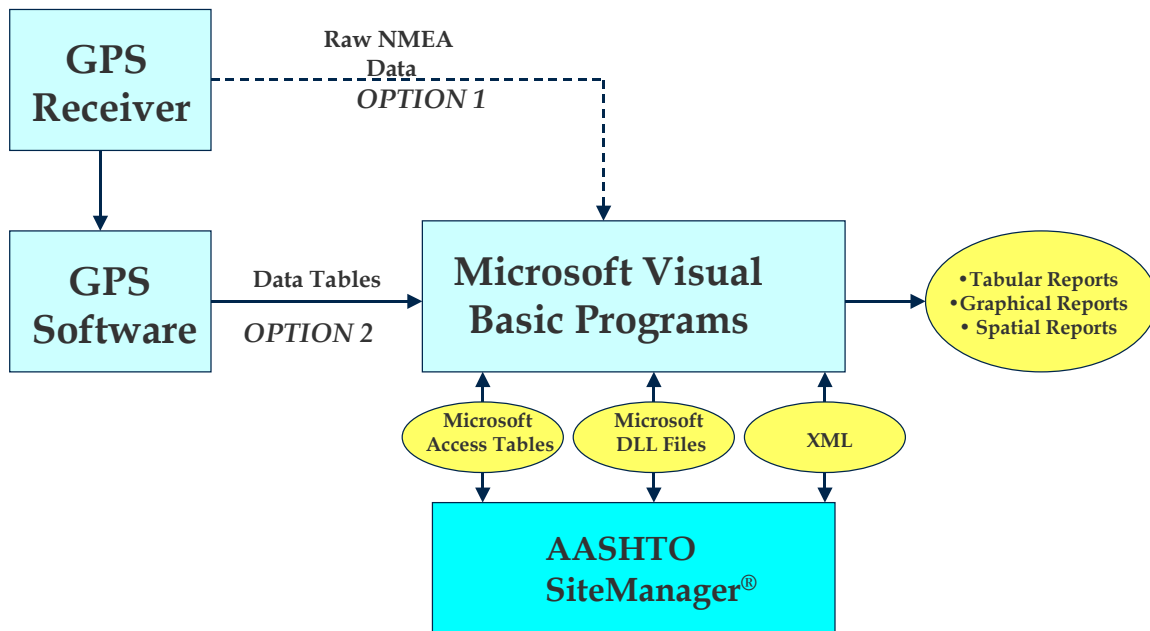 GPS
Receiver
Raw NMEA
Data
OPTION 1
GPS
Software
Data Tables
OPTION 2
Microsoft Visual
Basic Programs
•Tabular Reports
•Graphical Reports
• Spatial Reports
Microsoft
Access Tables
Microsoft
DLL Files
XML
AASHTO
SiteManager®